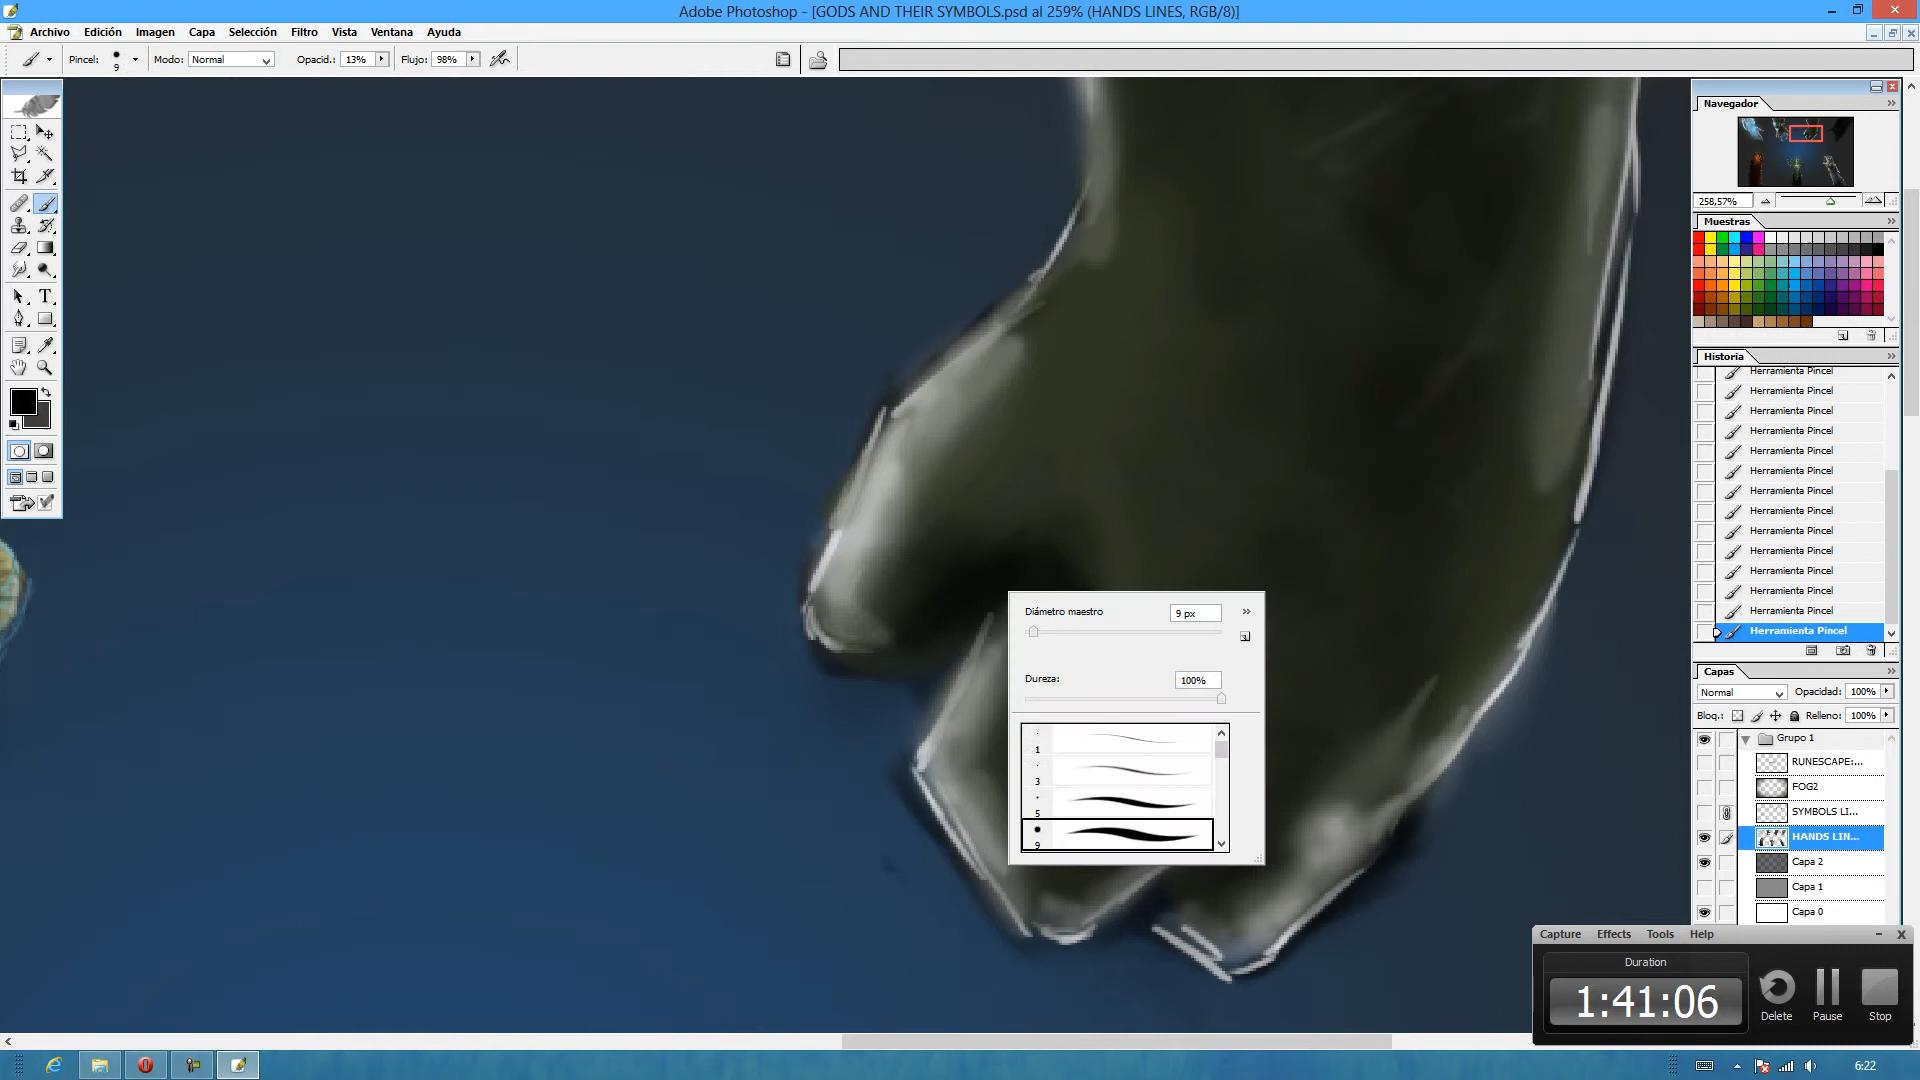 Adobe Photoshop - [GODS AND THEIR SYMBOLS.psd al 259% (HANDS LINES, RGB/8)]
Archivo Edición Imagen Capa Selección Filtro Vista Ventana Ayuda
Pincel: 9 Modo: Normal Opacid.: 13% Flujo: 98%
Navegador
258,57%
Muestras
Historia
Herramienta Pincel
Herramienta Pincel
Herramienta Pincel
Herramienta Pincel
Herramienta Pincel
Herramienta Pincel
Herramienta Pincel
Herramienta Pincel
Herramienta Pincel
Herramienta Pincel
Herramienta Pincel
Herramienta Pincel
Herramienta Pincel
Herramienta Pincel
Capas
Normal Opacidad: 100%
Bloq.: Relleno: 100%
Grupo 1
RUNESCAPE:...
FOG2
SYMBOLS LI...
HANDS LIN...
Capa 2
Capa 1
Capa 0
Diámetro maestro 9 px
Dureza: 100%
1
3
5
9
Capture Effects Tools Help
Duration
1:41:06
Delete Pause Stop
6:22